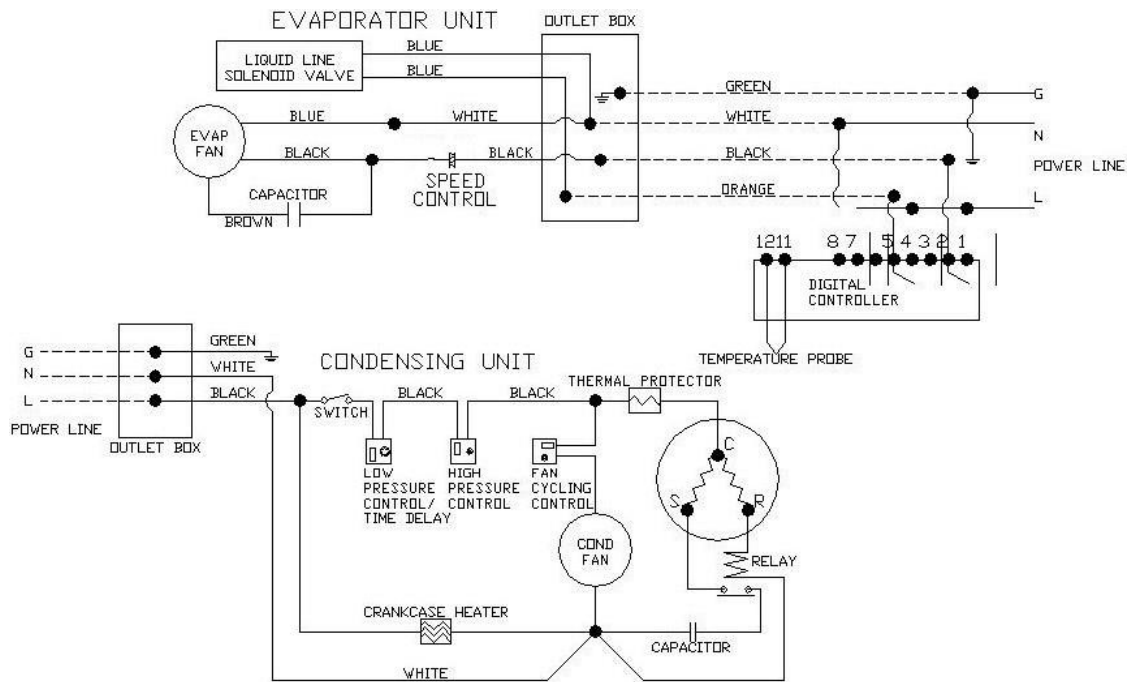 EVAPORATOR UNIT
OUTLET BOX
LIQUID LINE
SOLENOID VALVE
BLUE
BLUE
GREEN
G
EVAP
FAN
BLUE
WHITE
WHITE
N
BLACK
BLACK
BLACK
POWER LINE
SPEED
CONTROL
CAPACITOR
BROWN
ORANGE
L
12 11 8 7 5 4 3 2 1
DIGITAL
CONTROLLER
TEMPERATURE PROBE
G
GREEN
N
WHITE
L
BLACK
POWER LINE
OUTLET BOX
CONDENSING UNIT
SWITCH
BLACK
BLACK
THERMAL PROTECTOR
LOW
PRESSURE
CONTROL/
TIME DELAY
HIGH
PRESSURE
CONTROL
FAN
CYCLING
CONTROL
C
S
R
COND
FAN
RELAY
CRANKCASE HEATER
CAPACITOR
WHITE